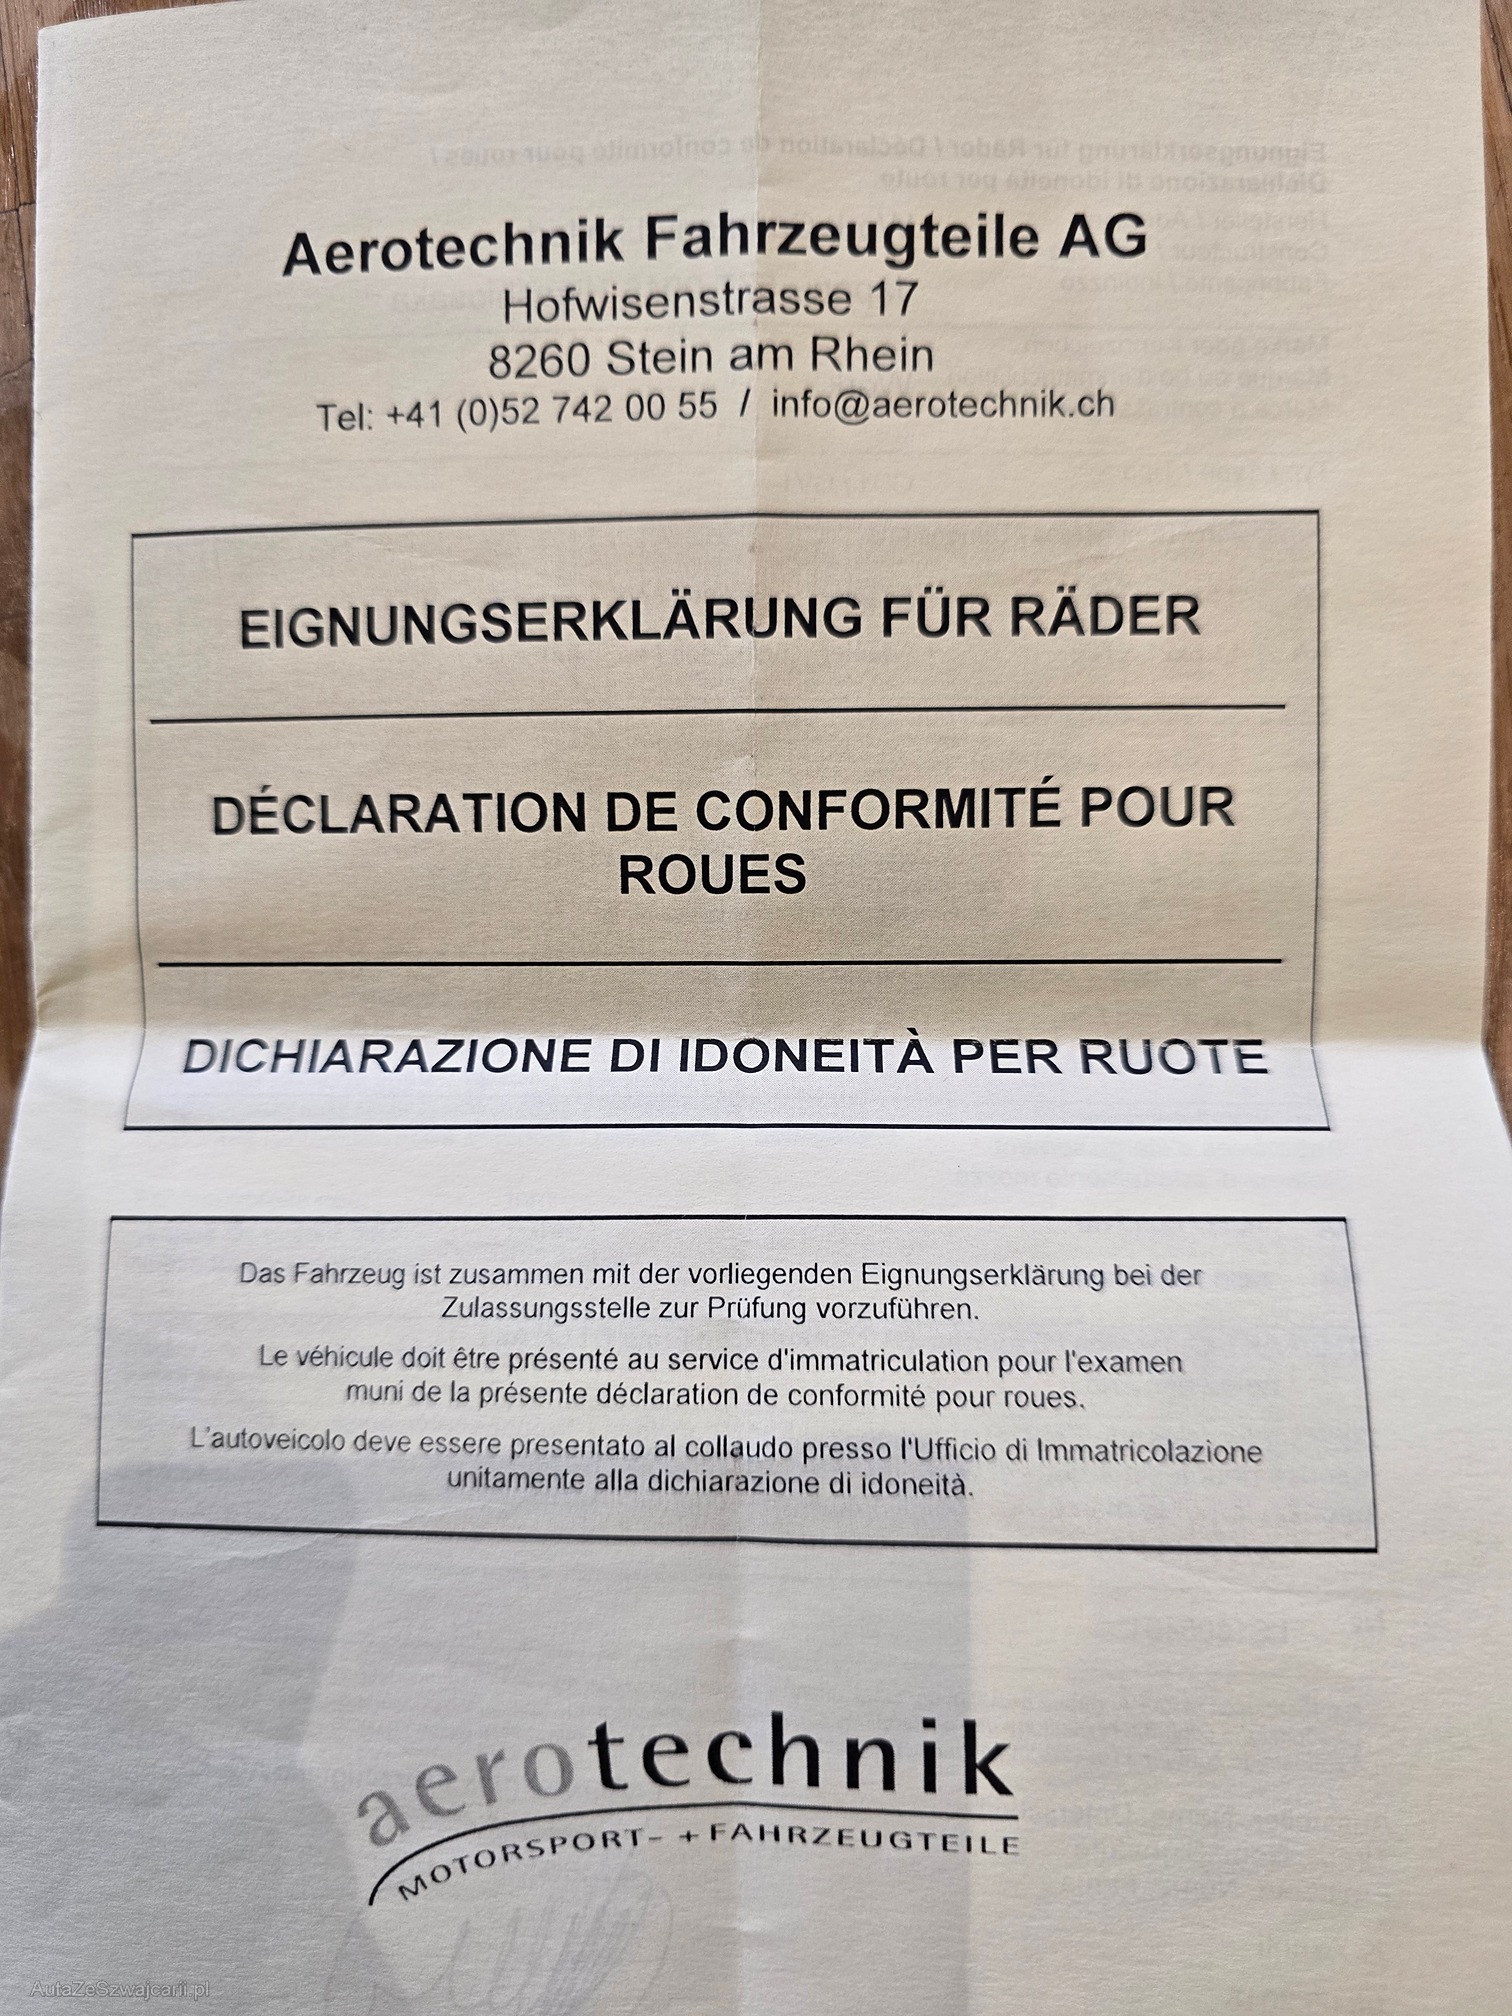 Aerotechnik Fahrzeugteile AG
Hofwisenstrasse 17
8260 Stein am Rhein
Tel: +41 (0)52 742 00 55 / info@aerotechnik.ch
EIGNUNGSERKLÄRUNG FÜR RÄDER
DÉCLARATION DE CONFORMITÉ POUR
ROUES
DICHIARAZIONE DI IDONEITÀ PER RUOTE
Das Fahrzeug ist zusammen mit der vorliegenden Eignungserklärung bei der
Zulassungsstelle zur Prüfung vorzuführen.
Le véhicule doit être présenté au service d'immatriculation pour l'examen
muni de la présente déclaration de conformité pour roues.
L'autoveicolo deve essere presentato al collaudo presso l'Ufficio di Immatricolazione
unitamente alla dichiarazione di idoneità.
aerotechnik
MOTORSPORT- + FAHRZEUGTEILE
AutaZeSzwajcarii.pl